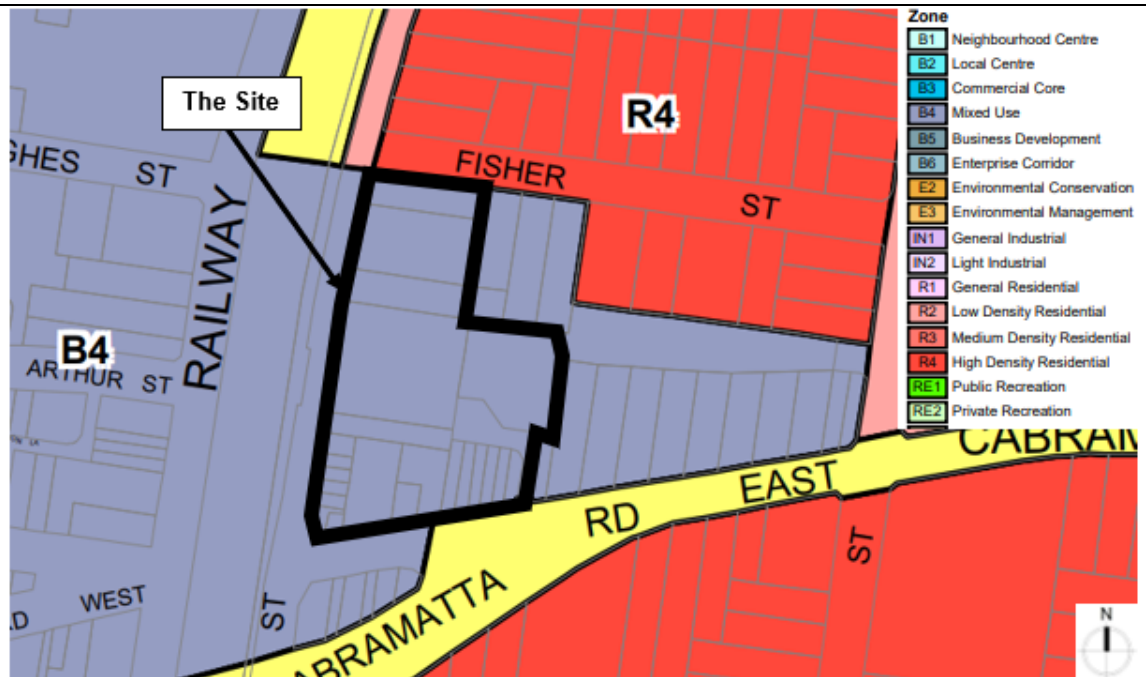 The Site
R4
GHES ST
FISHER
ST
RAILWAY
B4
ARTHUR ST
CABRAM
EAST
RD
ABRAMATTA
ST
ST
WEST
RD
N
Zone
B1 Neighbourhood Centre
B2 Local Centre
B3 Commercial Core
B4 Mixed Use
B5 Business Development
B6 Enterprise Corridor
E2 Environmental Conservation
E3 Environmental Management
IN1 General Industrial
IN2 Light Industrial
R1 General Residential
R2 Low Density Residential
R3 Medium Density Residential
R4 High Density Residential
RE1 Public Recreation
RE2 Private Recreation